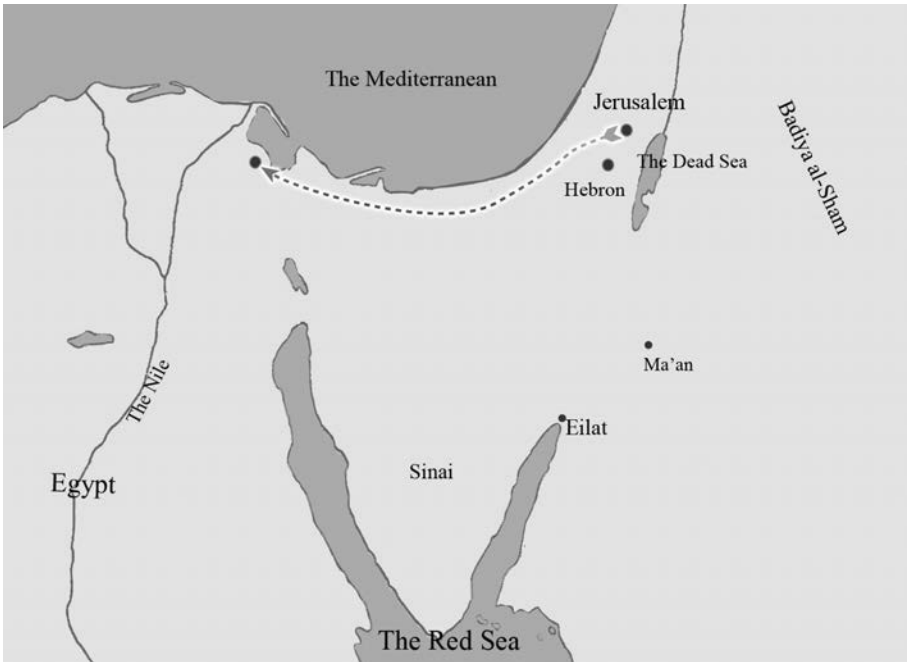 The Mediterranean
Jerusalem
Badiya al-Sham
The Dead Sea
Hebron
Ma’an
The Nile
Eilat
Sinai
Egypt
The Red Sea